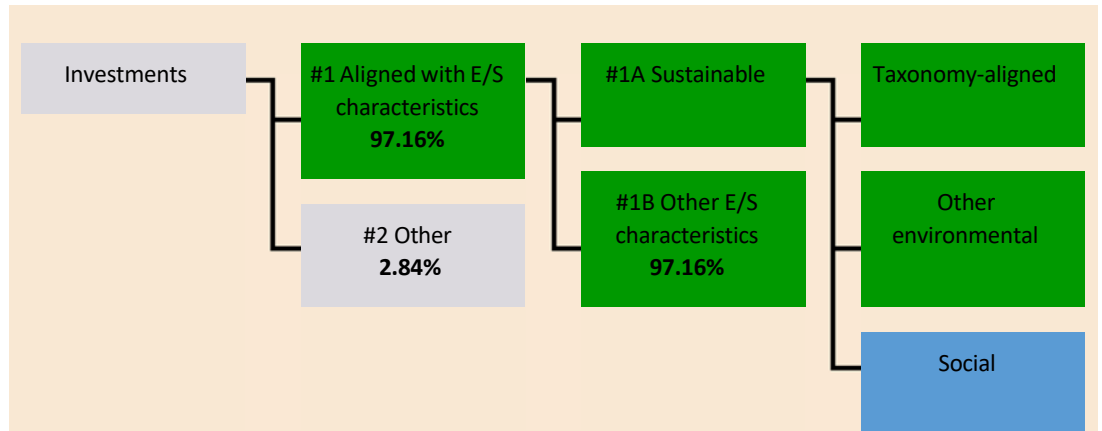 Investments
#1 Aligned with E/S
characteristics
97.16%
#2 Other
2.84%
#1A Sustainable
#1B Other E/S
characteristics
97.16%
Taxonomy-aligned
Other
environmental
Social